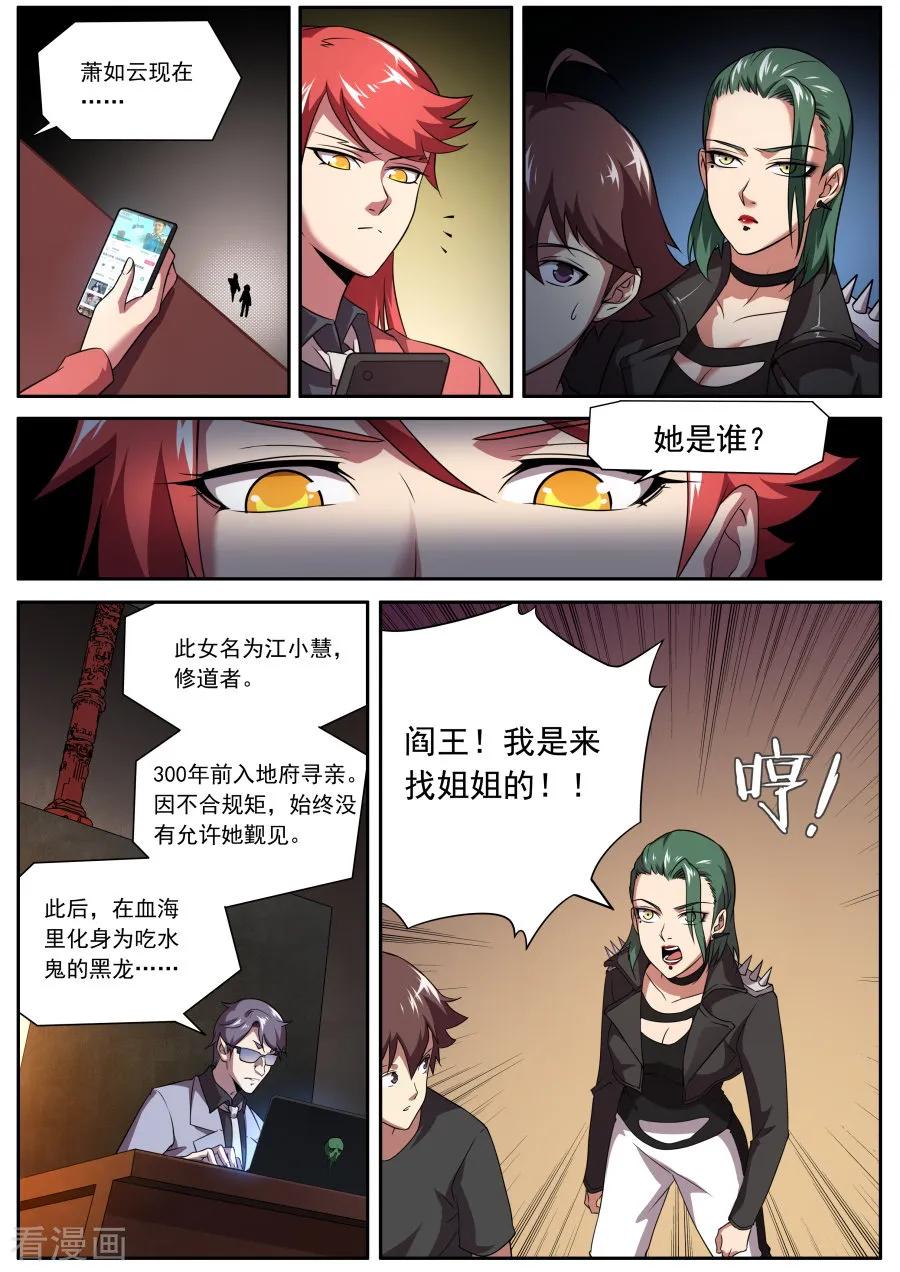 萧如云现在
……
她是谁？
此女名为江小慧，
修道者。
300年前入地府寻亲。
因不合规矩，始终没
有允许她觐见。
此后，在血海
里化身为吃水
鬼的黑龙……
阎王！我是来
找姐姐的！！
哼！
看漫画